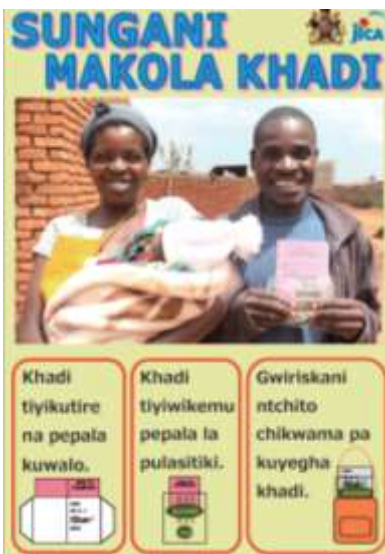 SUNGANI
MAKOLA KHADI
jICA
Khadi
tiyikutire
na pepala
kuwalo.
Khadi
tiyiwikemu
pepala la
pulasitiki.
Gwiriskani
ntchito
chikwama pa
kuyegha
khadi.